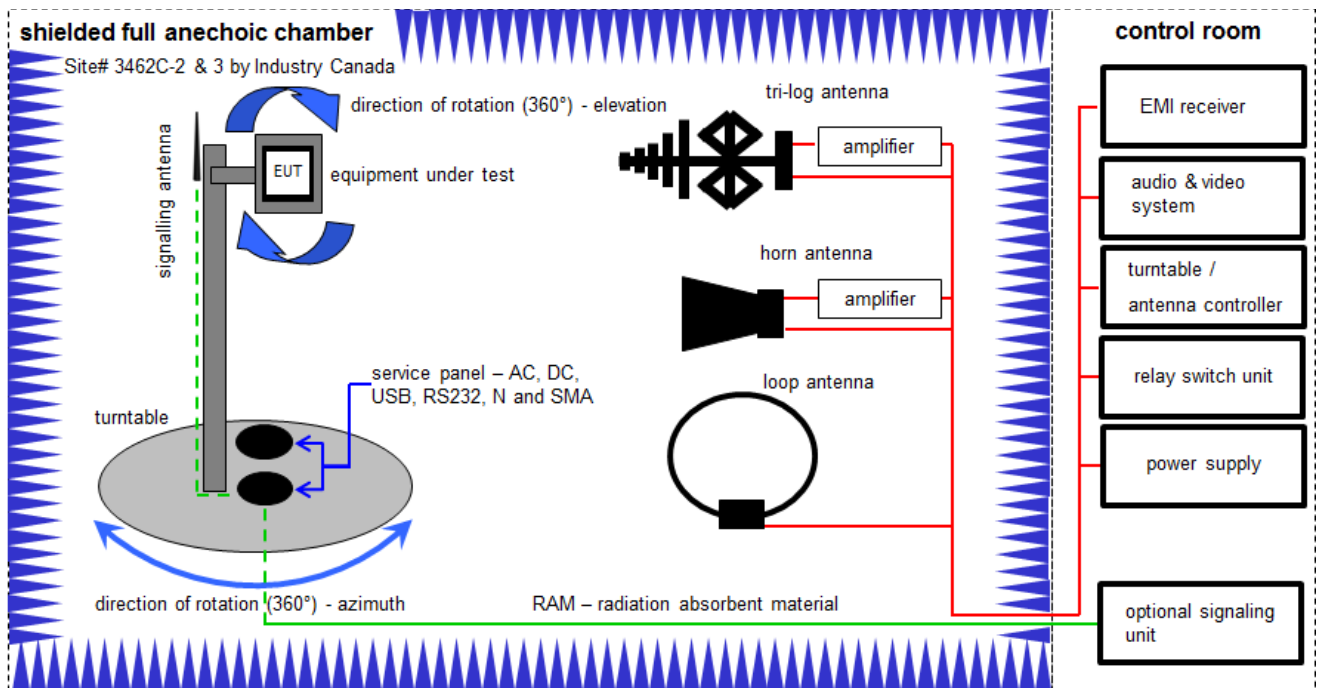 shielded full anechoic chamber
Site# 3462C-2 & 3 by Industry Canada
direction of rotation (360°) - elevation
signalling antenna
EUT
equipment under test
service panel – AC, DC,
USB, RS232, N and SMA
turntable
direction of rotation (360°) - azimuth
tri-log antenna
amplifier
horn antenna
amplifier
loop antenna
RAM – radiation absorbent material
control room
EMI receiver
audio & video
system
turntable /
antenna controller
relay switch unit
power supply
optional signaling
unit